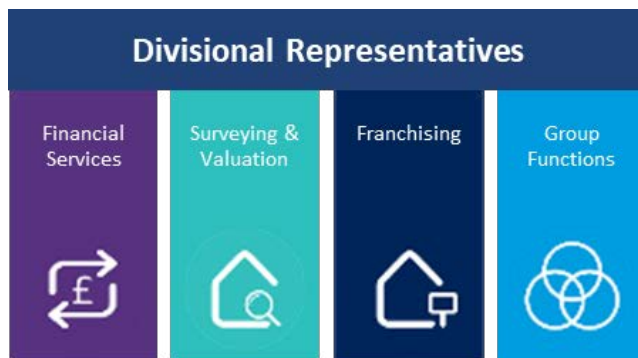 Divisional Representatives
Financial
Services
Surveying &
Valuation
Franchising
Group
Functions
£